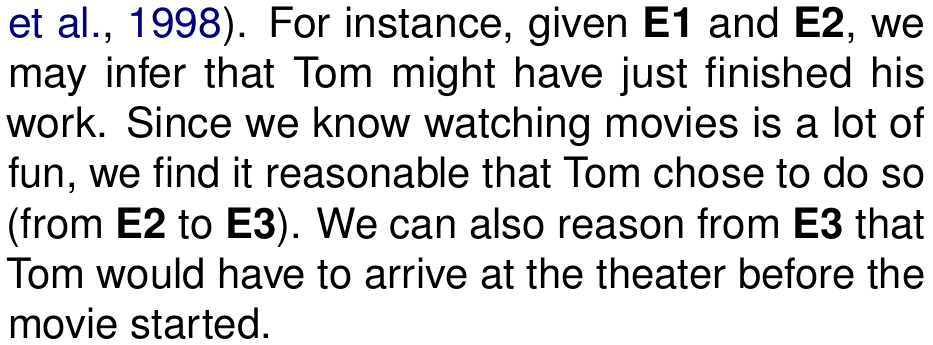 et al., 1998). For instance, given E1 and E2, we
may infer that Tom might have just finished his
work. Since we know watching movies is a lot of
fun, we find it reasonable that Tom chose to do so
(from E2 to E3). We can also reason from E3 that
Tom would have to arrive at the theater before the
movie started.